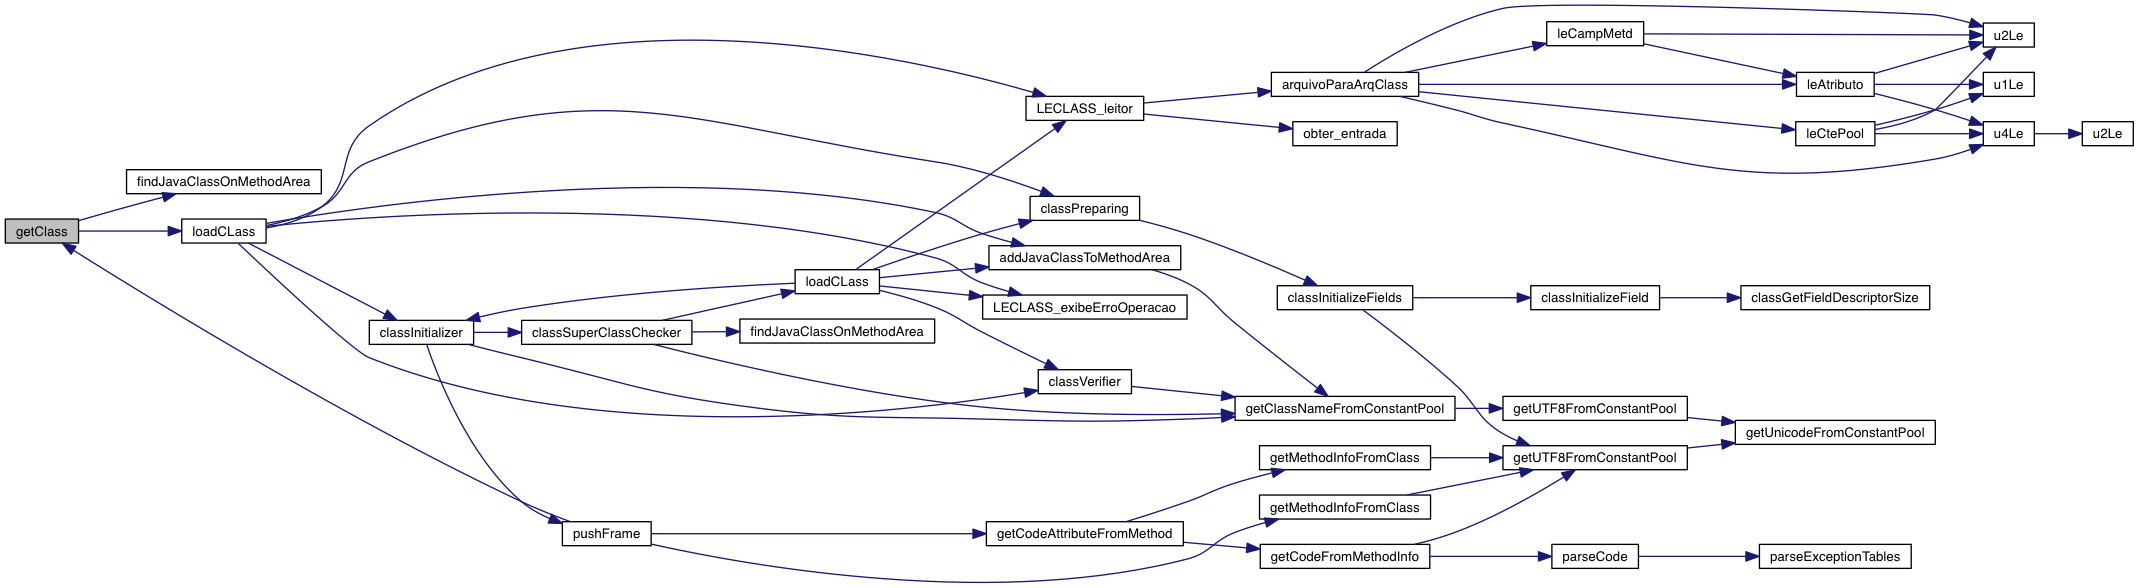 getClass
findJavaClassOnMethodArea
loadCLass
classInitializer
classSuperClassChecker
pushFrame
loadCLass
findJavaClassOnMethodArea
LECLASS_leitor
classPreparing
addJavaClassToMethodArea
LECLASS_exibeErroOperacao
classVerifier
getCodeAttributeFromMethod
arquivoParaArqClass
obter_entrada
classInitializeFields
getClassNameFromConstantPool
getMethodInfoFromClass
getMethodInfoFromClass
getCodeFromMethodInfo
leCampMetd
classInitializeField
getUTF8FromConstantPool
getUTF8FromConstantPool
parseCode
leAtributo
leCtePool
classGetFieldDescriptorSize
getUnicodeFromConstantPool
parseExceptionTables
u2Le
u1Le
u4Le
u2Le